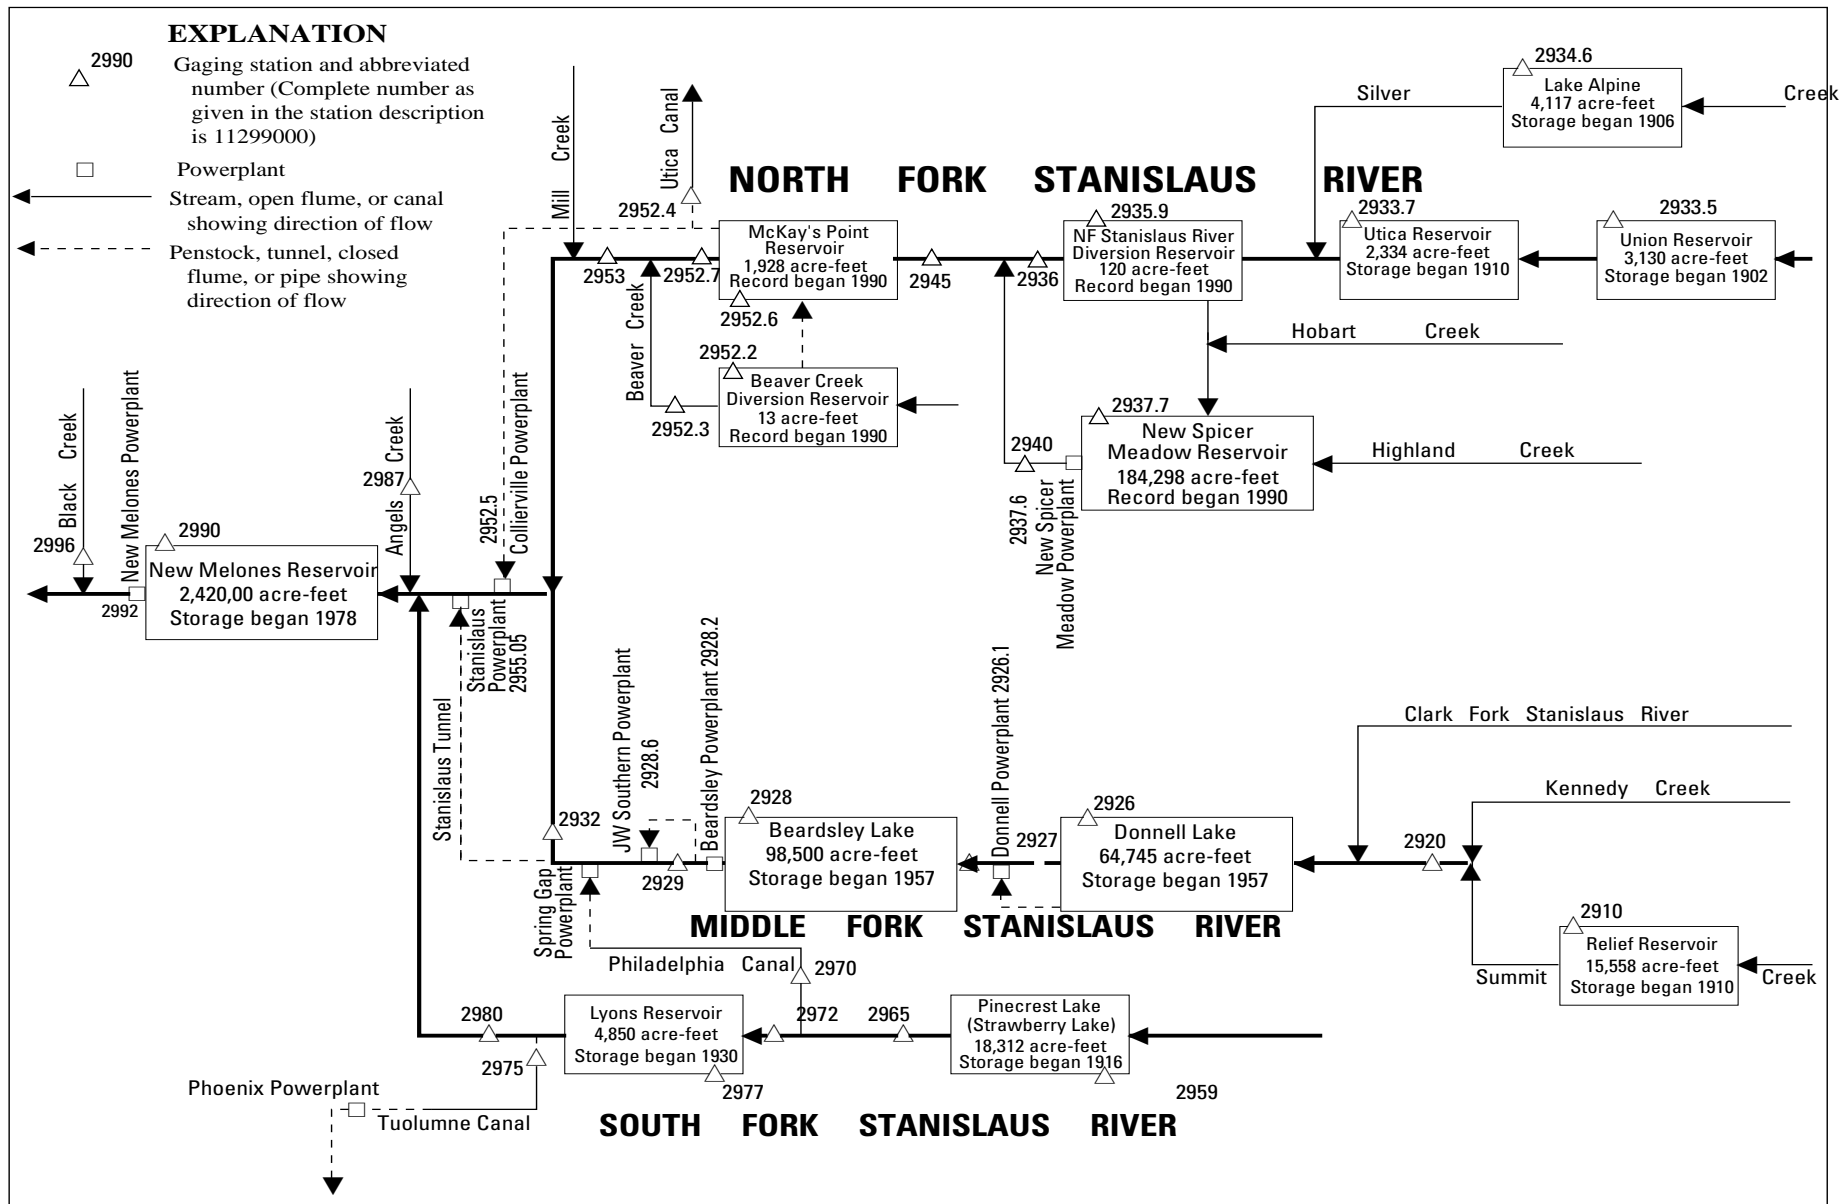 EXPLANATION
2990
Gaging station and abbreviated
number (Complete number as
given in the station description
is 11299000)
Powerplant
Stream, open flume, or canal
showing direction of flow
Penstock, tunnel, closed
flume, or pipe showing
direction of flow
NORTH FORK STANISLAUS RIVER
Mill Creek
Utica Canal
2952.4
2953
2952.7
McKay's Point
Reservoir
1,928 acre-feet
Record began 1990
2952.6
2945
2936
2935.9
NF Stanislaus River
Diversion Reservoir
120 acre-feet
Record began 1990
Silver Creek
2934.6
Lake Alpine
4,117 acre-feet
Storage began 1906
2933.7
Utica Reservoir
2,334 acre-feet
Storage began 1910
2933.5
Union Reservoir
3,130 acre-feet
Storage began 1902
Hobart Creek
Beaver Creek
2952.2
Beaver Creek
Diversion Reservoir
13 acre-feet
Record began 1990
2952.3
2937.7
New Spicer
Meadow Reservoir
184,298 acre-feet
Record began 1990
Highland Creek
2940
2937.6
New Spicer
Meadow Powerplant
Black Creek
2996
New Melones Powerplant
2992
2990
New Melones Reservoir
2,420,00 acre-feet
Storage began 1978
Angels Creek
2987
2952.5
Collierville Powerplant
Stanislaus
Powerplant
2955.05
Stanislaus Tunnel
Clark Fork Stanislaus River
Kennedy Creek
2920
2910
Relief Reservoir
15,558 acre-feet
Storage began 1910
Summit Creek
2926
Donnell Lake
64,745 acre-feet
Storage began 1957
2927
Donnell Powerplant 2926.1
2928
Beardsley Lake
98,500 acre-feet
Storage began 1957
Beardsley Powerplant 2928.2
JW Southern Powerplant
2928.6
2929
2932
Spring Gap
Powerplant
MIDDLE FORK STANISLAUS RIVER
Philadelphia Canal
2970
2980
Lyons Reservoir
4,850 acre-feet
Storage began 1930
2977
2972
2965
Pinecrest Lake
(Strawberry Lake)
18,312 acre-feet
Storage began 1916
2959
2975
Phoenix Powerplant
Tuolumne Canal
SOUTH FORK STANISLAUS RIVER